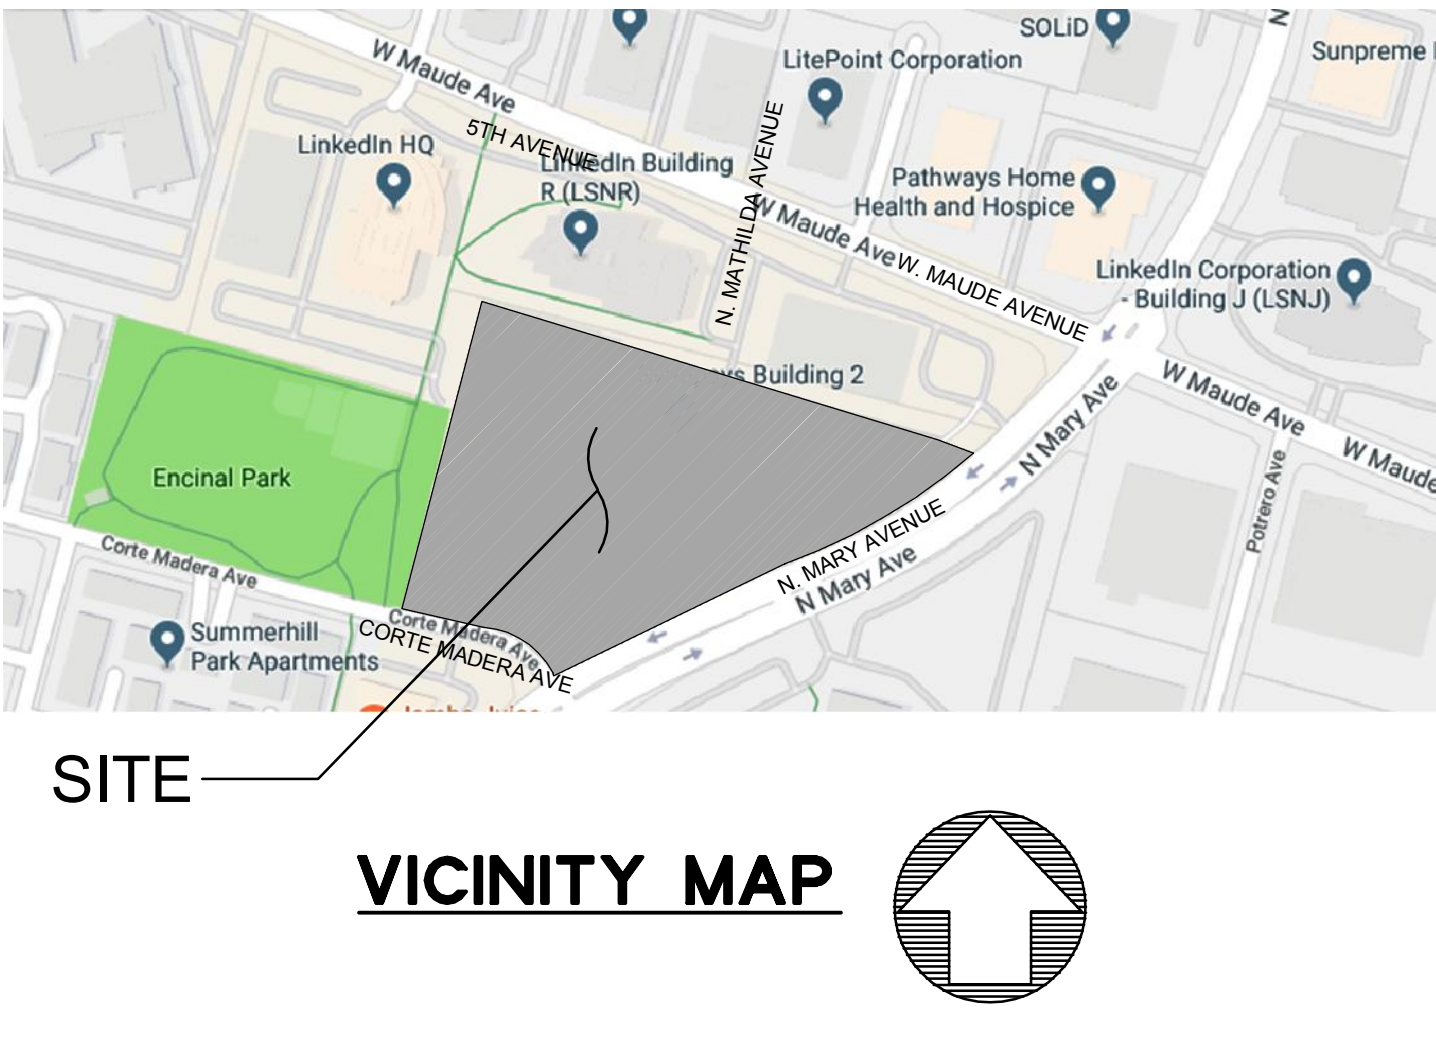 SOLiD
N
Sunpreme
W Maude Ave
LitePoint Corporation
5TH AVENUE
N. MATHILDA AVENUE
LinkedIn HQ
LinkedIn Building
R (LSNR)
Pathways Home
Health and Hospice
W Maude Ave
W. MAUDE AVENUE
LinkedIn Corporation
- Building J (LSNJ)
Building 2
W Maude Ave
N Mary Ave
W Maude
Encinal Park
Potrero Ave
N. MARY AVENUE
N Mary Ave
Corte Madera Ave
Corte Madera Ave
CORTE MADERA AVE
Summerhill
Park Apartments
SITE
VICINITY MAP